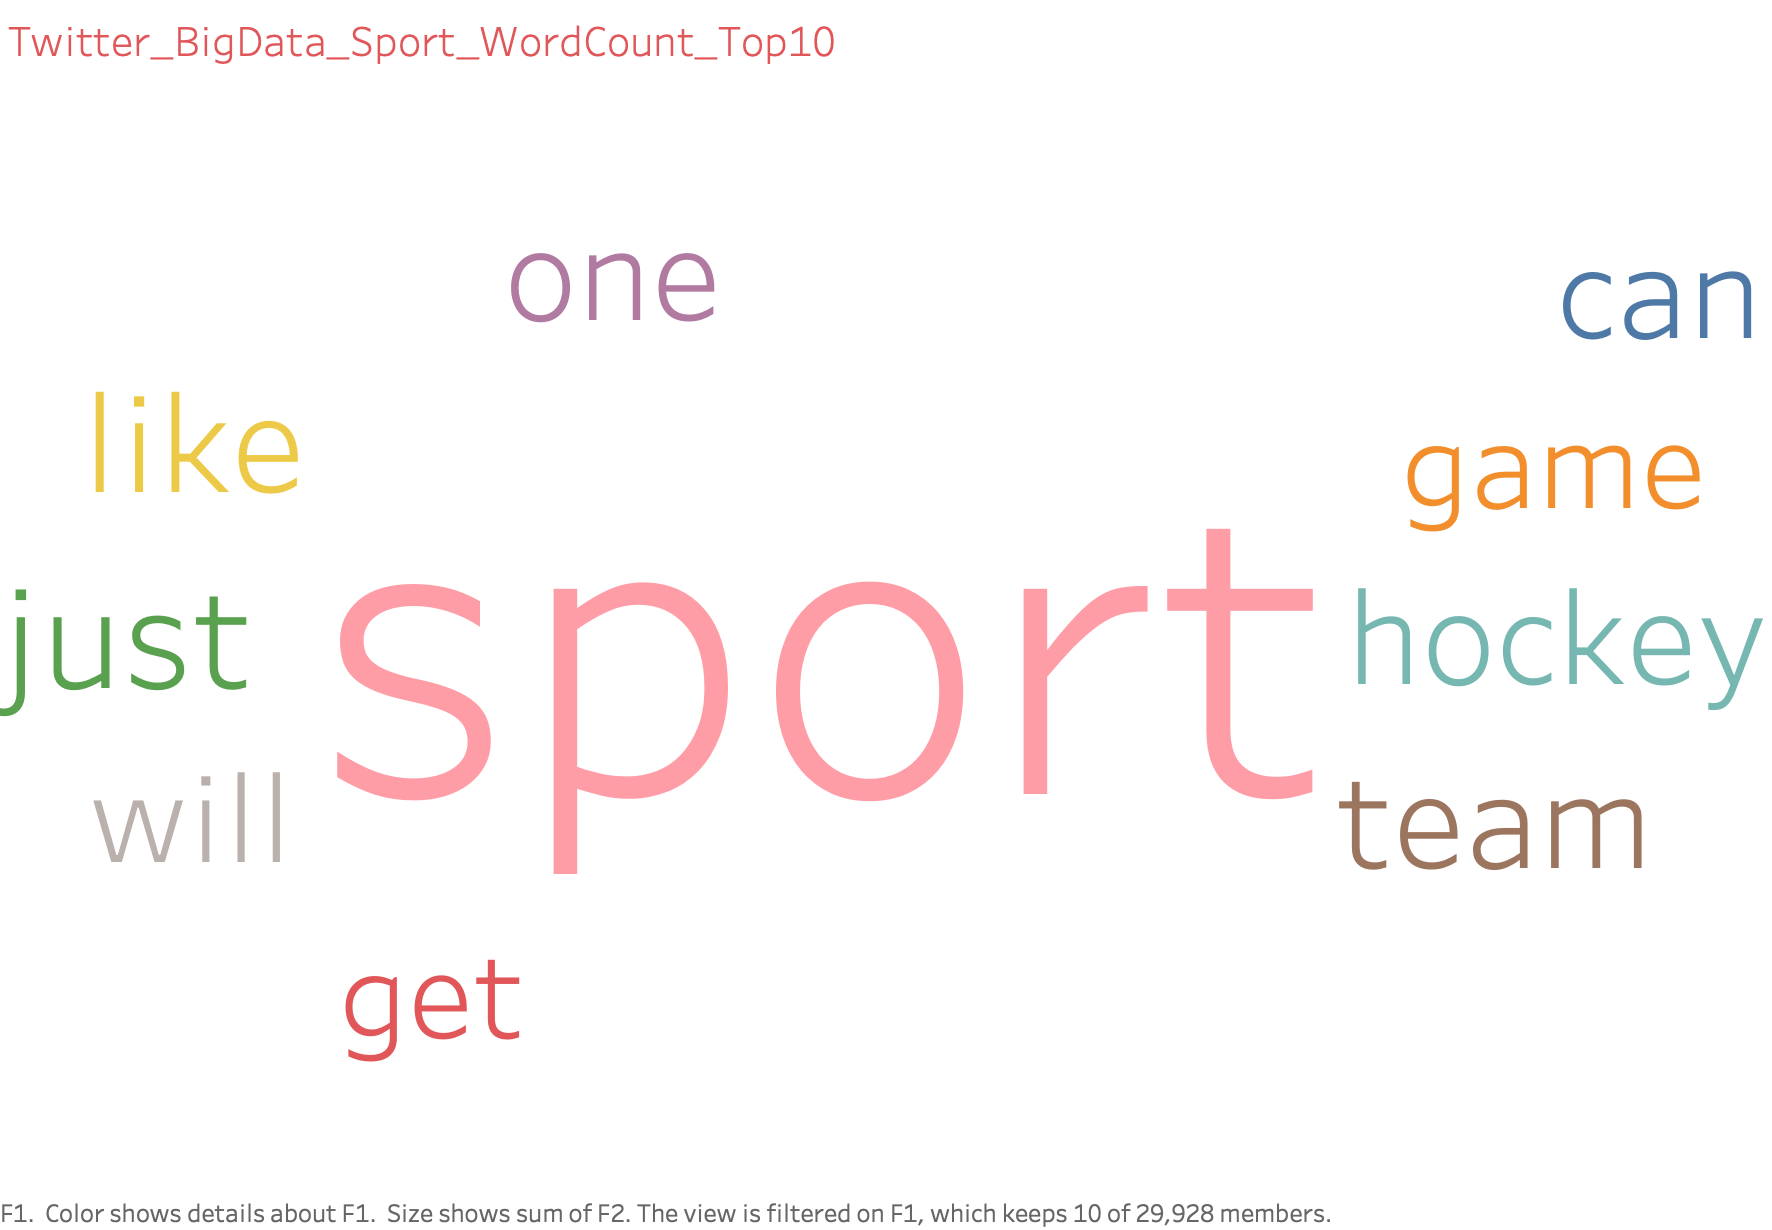 Twitter_BigData_Sport_WordCount_Top10
one
can
like
game
just
sport
hockey
will
team
get
F1. Color shows details about F1. Size shows sum of F2. The view is filtered on F1, which keeps 10 of 29,928 members.